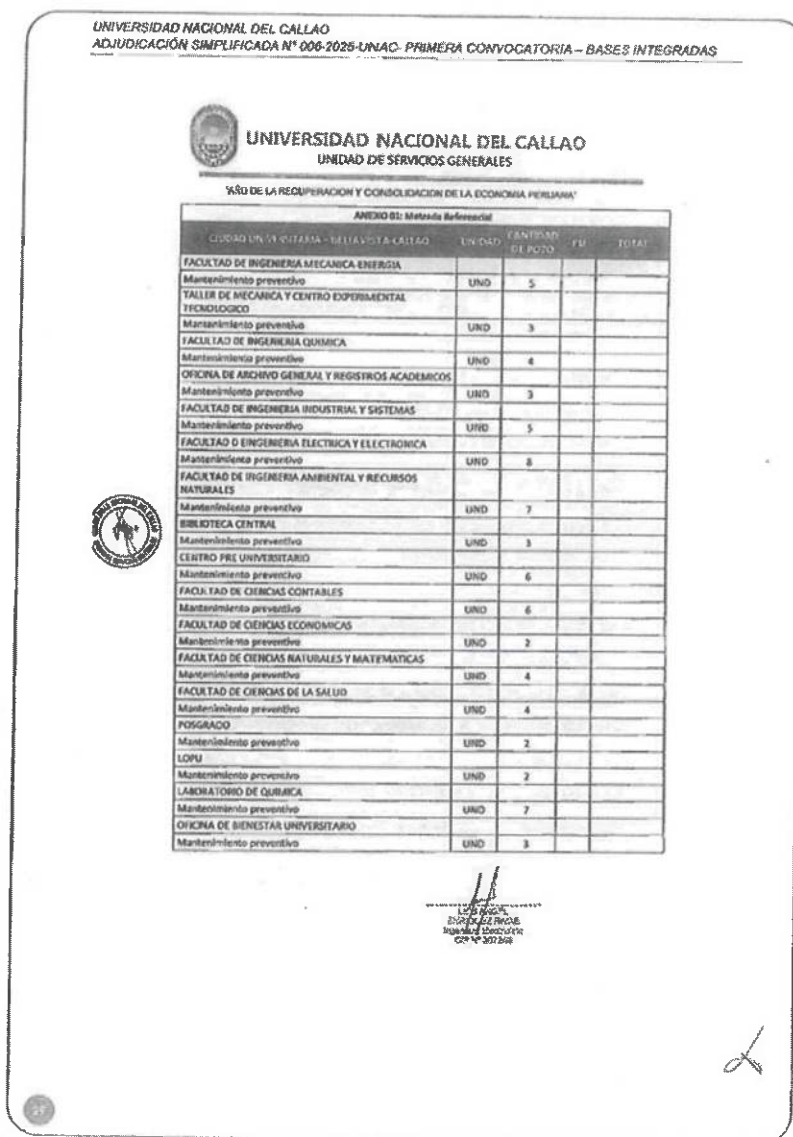 UNIVERSIDAD NACIONAL DEL CALLAO
ADJUDICACIÓN SIMPLIFICADA N° 006-2025-UNAC- PRIMERA CONVOCATORIA – BASES INTEGRADAS
UNIVERSIDAD NACIONAL DEL CALLAO
UNIDAD DE SERVICIOS GENERALES
"AÑO DE LA RECUPERACION Y CONSOLIDACION DE LA ECONOMIA PERUANA"
ANEXO 01: Metrado Referencial
CIUDAD UNIVERSITARIA - BELLAVISTA-CALLAO UNIDAD CANTIDAD DE POZO PU TOTAL
FACULTAD DE INGENIERIA MECANICA-ENERGIA
Mantenimiento preventivo UND 5
TALLER DE MECANICA Y CENTRO EXPERIMENTAL
TECNOLOGICO
Mantenimiento preventivo UND 3
FACULTAD DE INGENIERIA QUIMICA
Mantenimiento preventivo UND 4
OFICINA DE ARCHIVO GENERAL Y REGISTROS ACADEMICOS
Mantenimiento preventivo UND 3
FACULTAD DE INGENIERIA INDUSTRIAL Y SISTEMAS
Mantenimiento preventivo UND 5
FACULTAD D EINGENIERIA ELECTRICA Y ELECTRONICA
Mantenimiento preventivo UND 8
FACULTAD DE INGENIERIA AMBIENTAL Y RECURSOS
NATURALES
Mantenimiento preventivo UND 7
BIBLIOTECA CENTRAL
Mantenimiento preventivo UND 3
CENTRO PRE UNIVERSITARIO
Mantenimiento preventivo UND 6
FACULTAD DE CIENCIAS CONTABLES
Mantenimiento preventivo UND 6
FACULTAD DE CIENCIAS ECONOMICAS
Mantenimiento preventivo UND 2
FACULTAD DE CIENCIAS NATURALES Y MATEMATICAS
Mantenimiento preventivo UND 4
FACULTAD DE CIENCIAS DE LA SALUD
Mantenimiento preventivo UND 4
POSGRADO
Mantenimiento preventivo UND 2
LOPU
Mantenimiento preventivo UND 2
LABORATORIO DE QUIMICA
Mantenimiento preventivo UND 7
OFICINA DE BIENESTAR UNIVERSITARIO
Mantenimiento preventivo UND 3